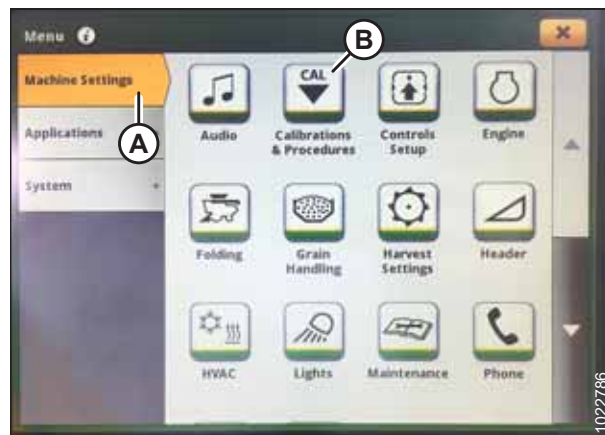 Menu i
B
Machine Settings
A
Applications
System
CAL
Audio
Calibrations
& Procedures
Controls
Setup
Engine
Folding
Grain
Handling
Harvest
Settings
Header
HVAC
Lights
Maintenance
Phone
1022786